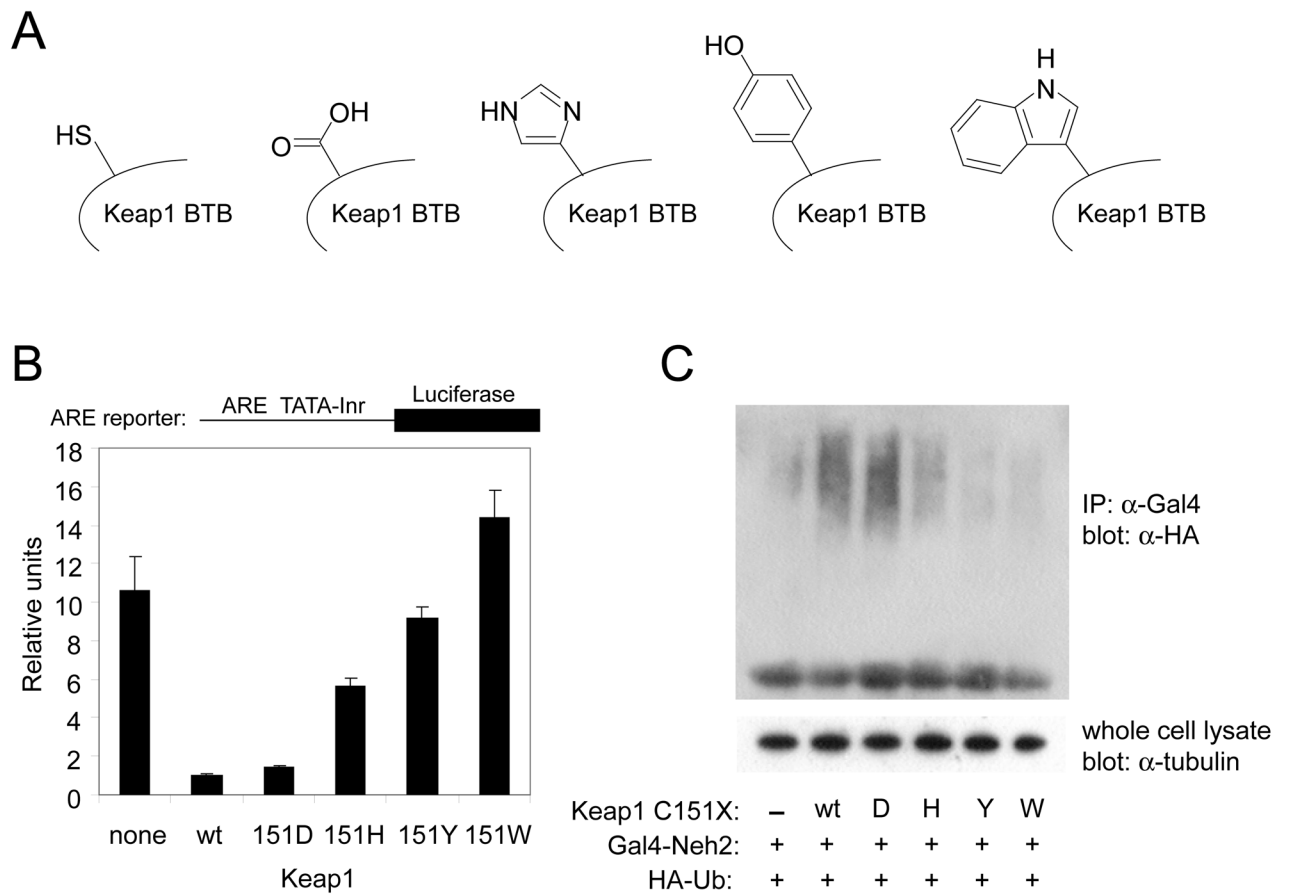 A
HS
O
OH
HN
N
HO
H
N
Keap1 BTB
Keap1 BTB
Keap1 BTB
Keap1 BTB
Keap1 BTB
B
ARE reporter:
ARE TATA-Inr
Luciferase
Relative units
18
16
14
12
10
8
6
4
2
0
none wt 151D 151H 151Y 151W
Keap1
C
IP: α-Gal4
blot: α-HA
whole cell lysate
blot: α-tubulin
Keap1 C151X: – wt D H Y W
Gal4-Neh2: + + + + + +
HA-Ub: + + + + + +